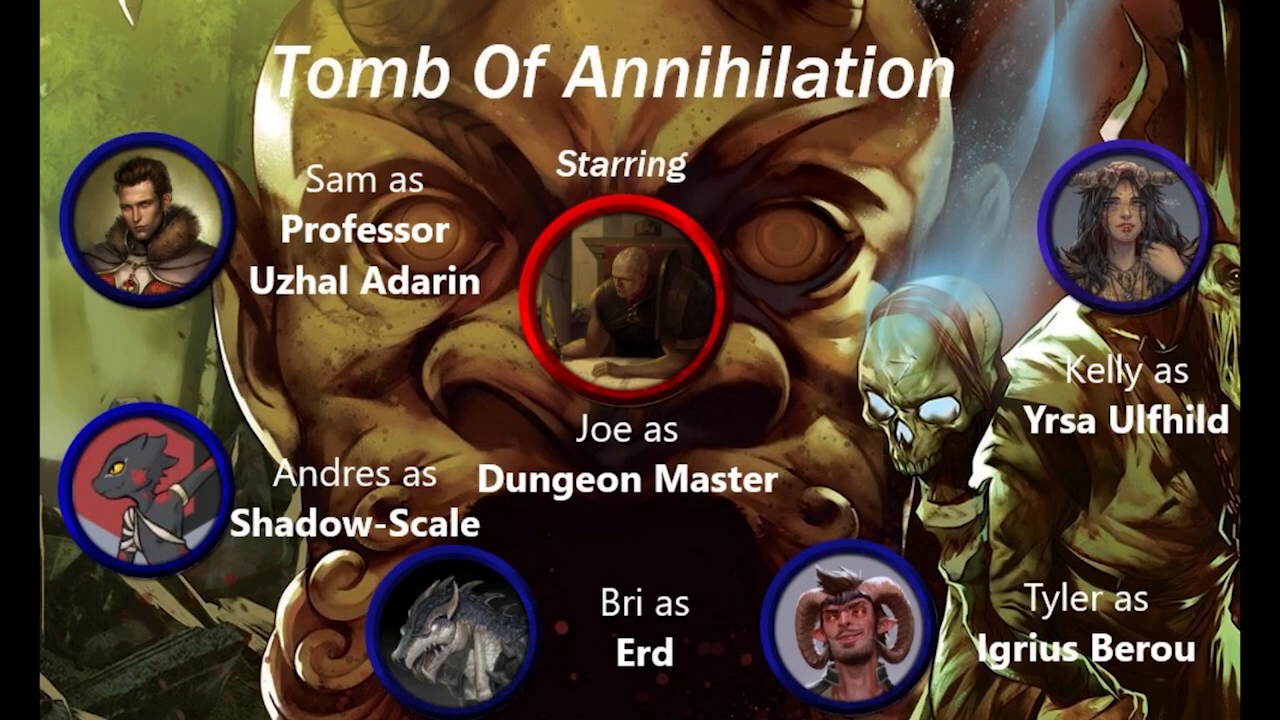 Tomb Of Annihilation
Starring
Sam as
Professor
Uzhal Adarin
Joe as
Dungeon Master
Kelly as
Yrsa Ulfhild
Andres as
Shadow-Scale
Bri as
Erd
Tyler as
Igrius Berou